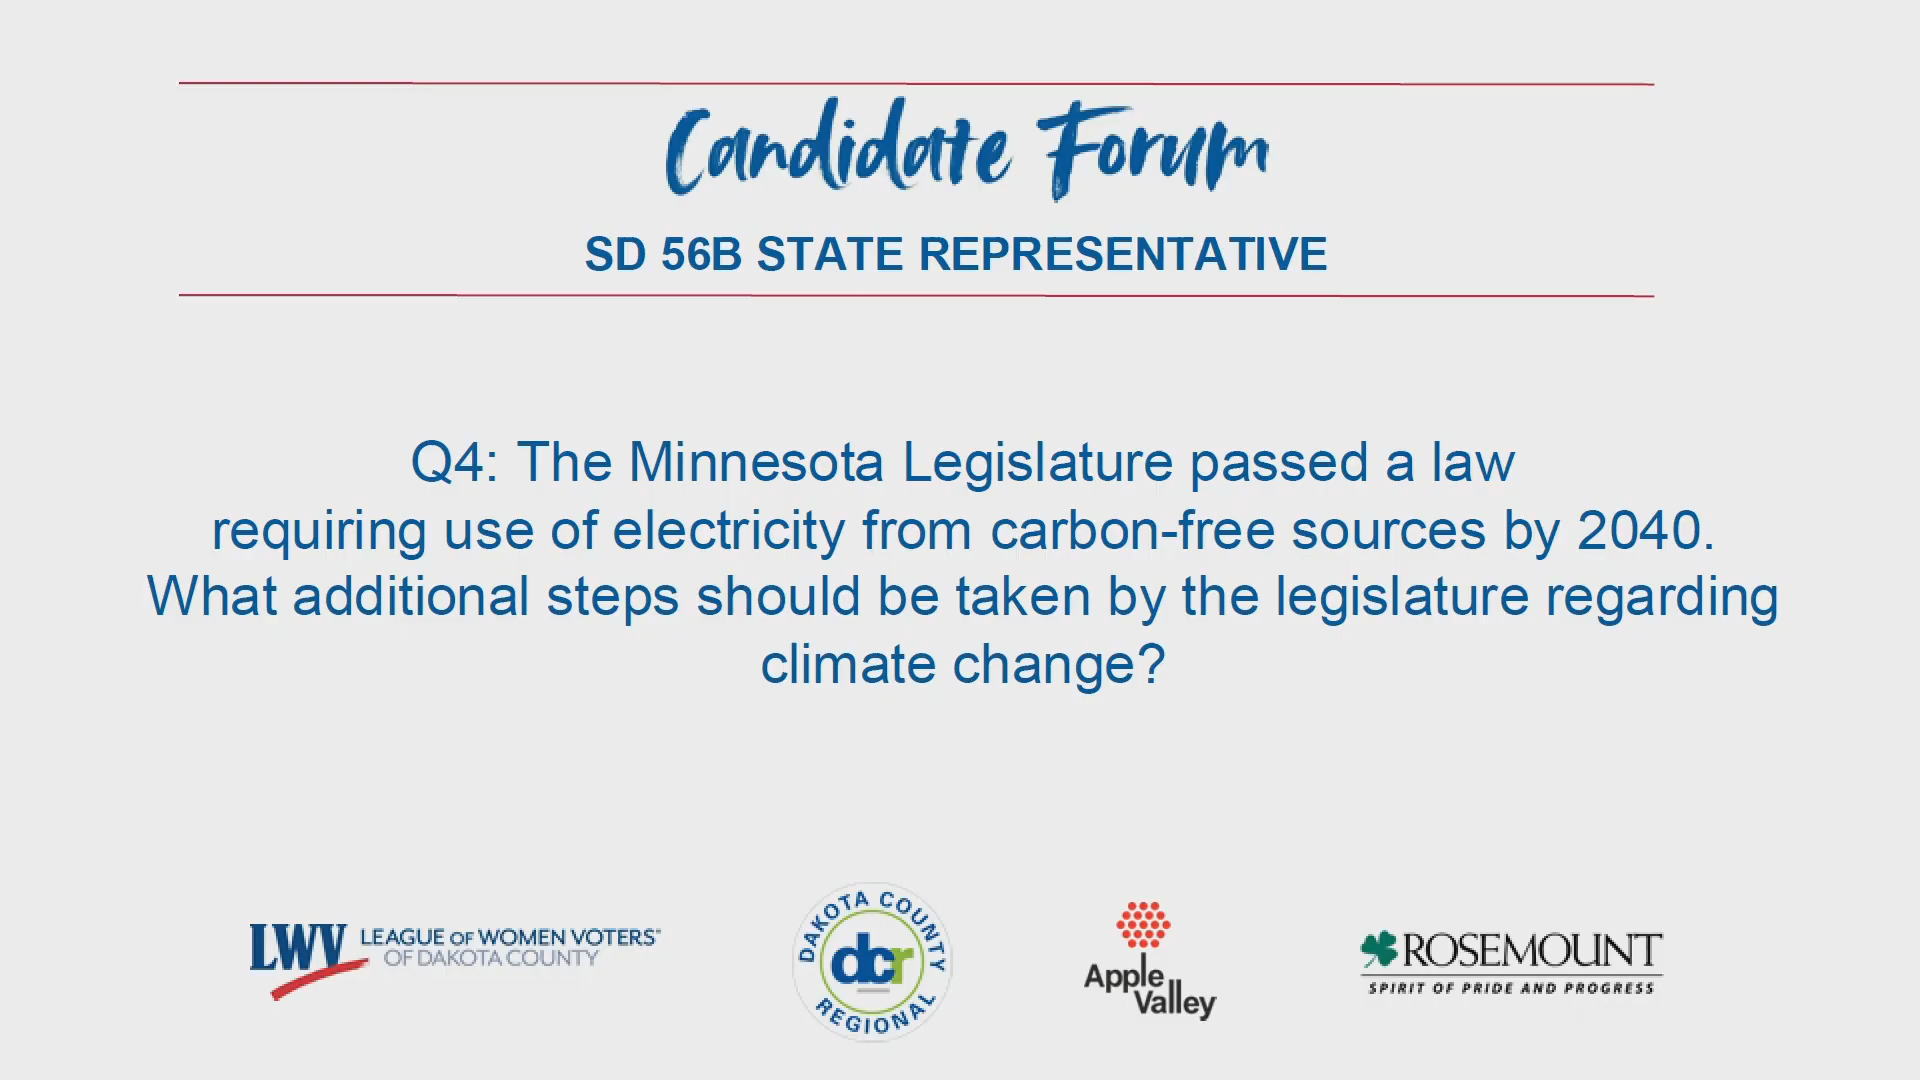 Candidate Forum
SD 56B STATE REPRESENTATIVE
Q4: The Minnesota Legislature passed a law
requiring use of electricity from carbon-free sources by 2040.
What additional steps should be taken by the legislature regarding
climate change?
LWV LEAGUE OF WOMEN VOTERS®
OF DAKOTA COUNTY
DAKOTA COUNTY
dcr
REGIONAL
Apple
Valley
ROSEMOUNT
SPIRIT OF PRIDE AND PROGRESS